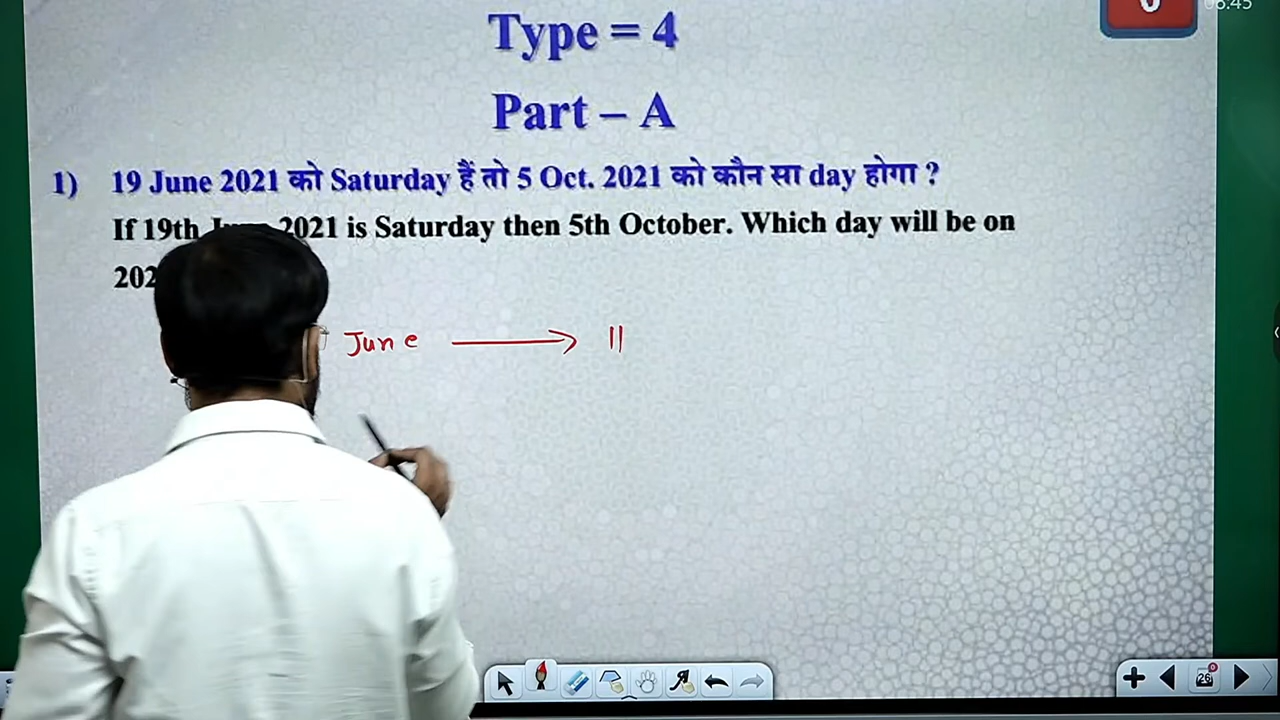 Type = 4
Part – A
1) 19 June 2021 को Saturday हैं तो 5 Oct. 2021 को कौन सा day होगा ?
If 19th 2021 is Saturday then 5th October. Which day will be on
June → 11
26